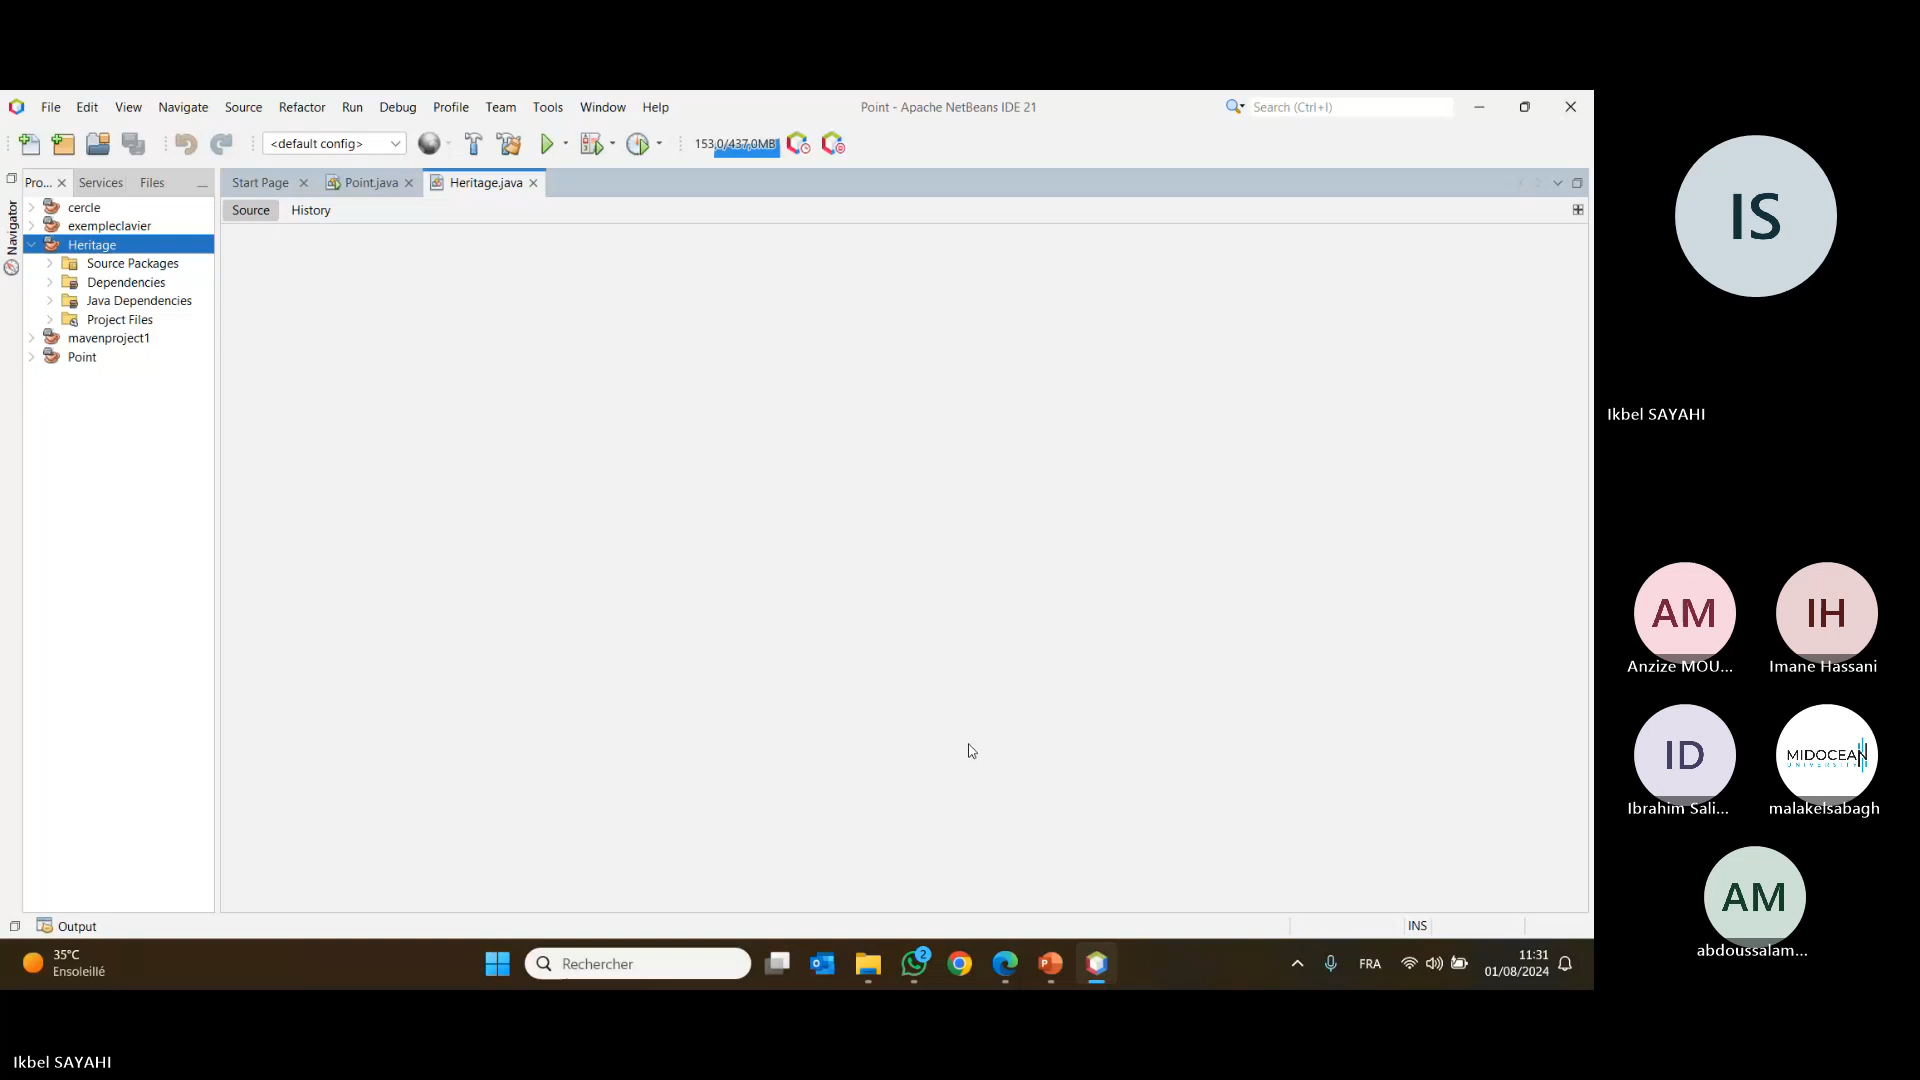 File Edit View Navigate Source Refactor Run Debug Profile Team Tools Window Help
Point - Apache NetBeans IDE 21
Search (Ctrl+I)
<default config>
153,0/437,0MB
Pro... Services Files
Start Page Point.java Heritage.java
Navigator
Source History
cercle
exempleclavier
Heritage
Source Packages
Dependencies
Java Dependencies
Project Files
mavenproject1
Point
Output
INS
35°C
Ensoleillé
Rechercher
2
FRA
11:31
01/08/2024
IS
Ikbel SAYAHI
AM
Anzize MOU...
IH
Imane Hassani
ID
Ibrahim Sali...
MIDOCEAN
UNIVERSITY
malakelsabagh
AM
abdoussalam...
Ikbel SAYAHI